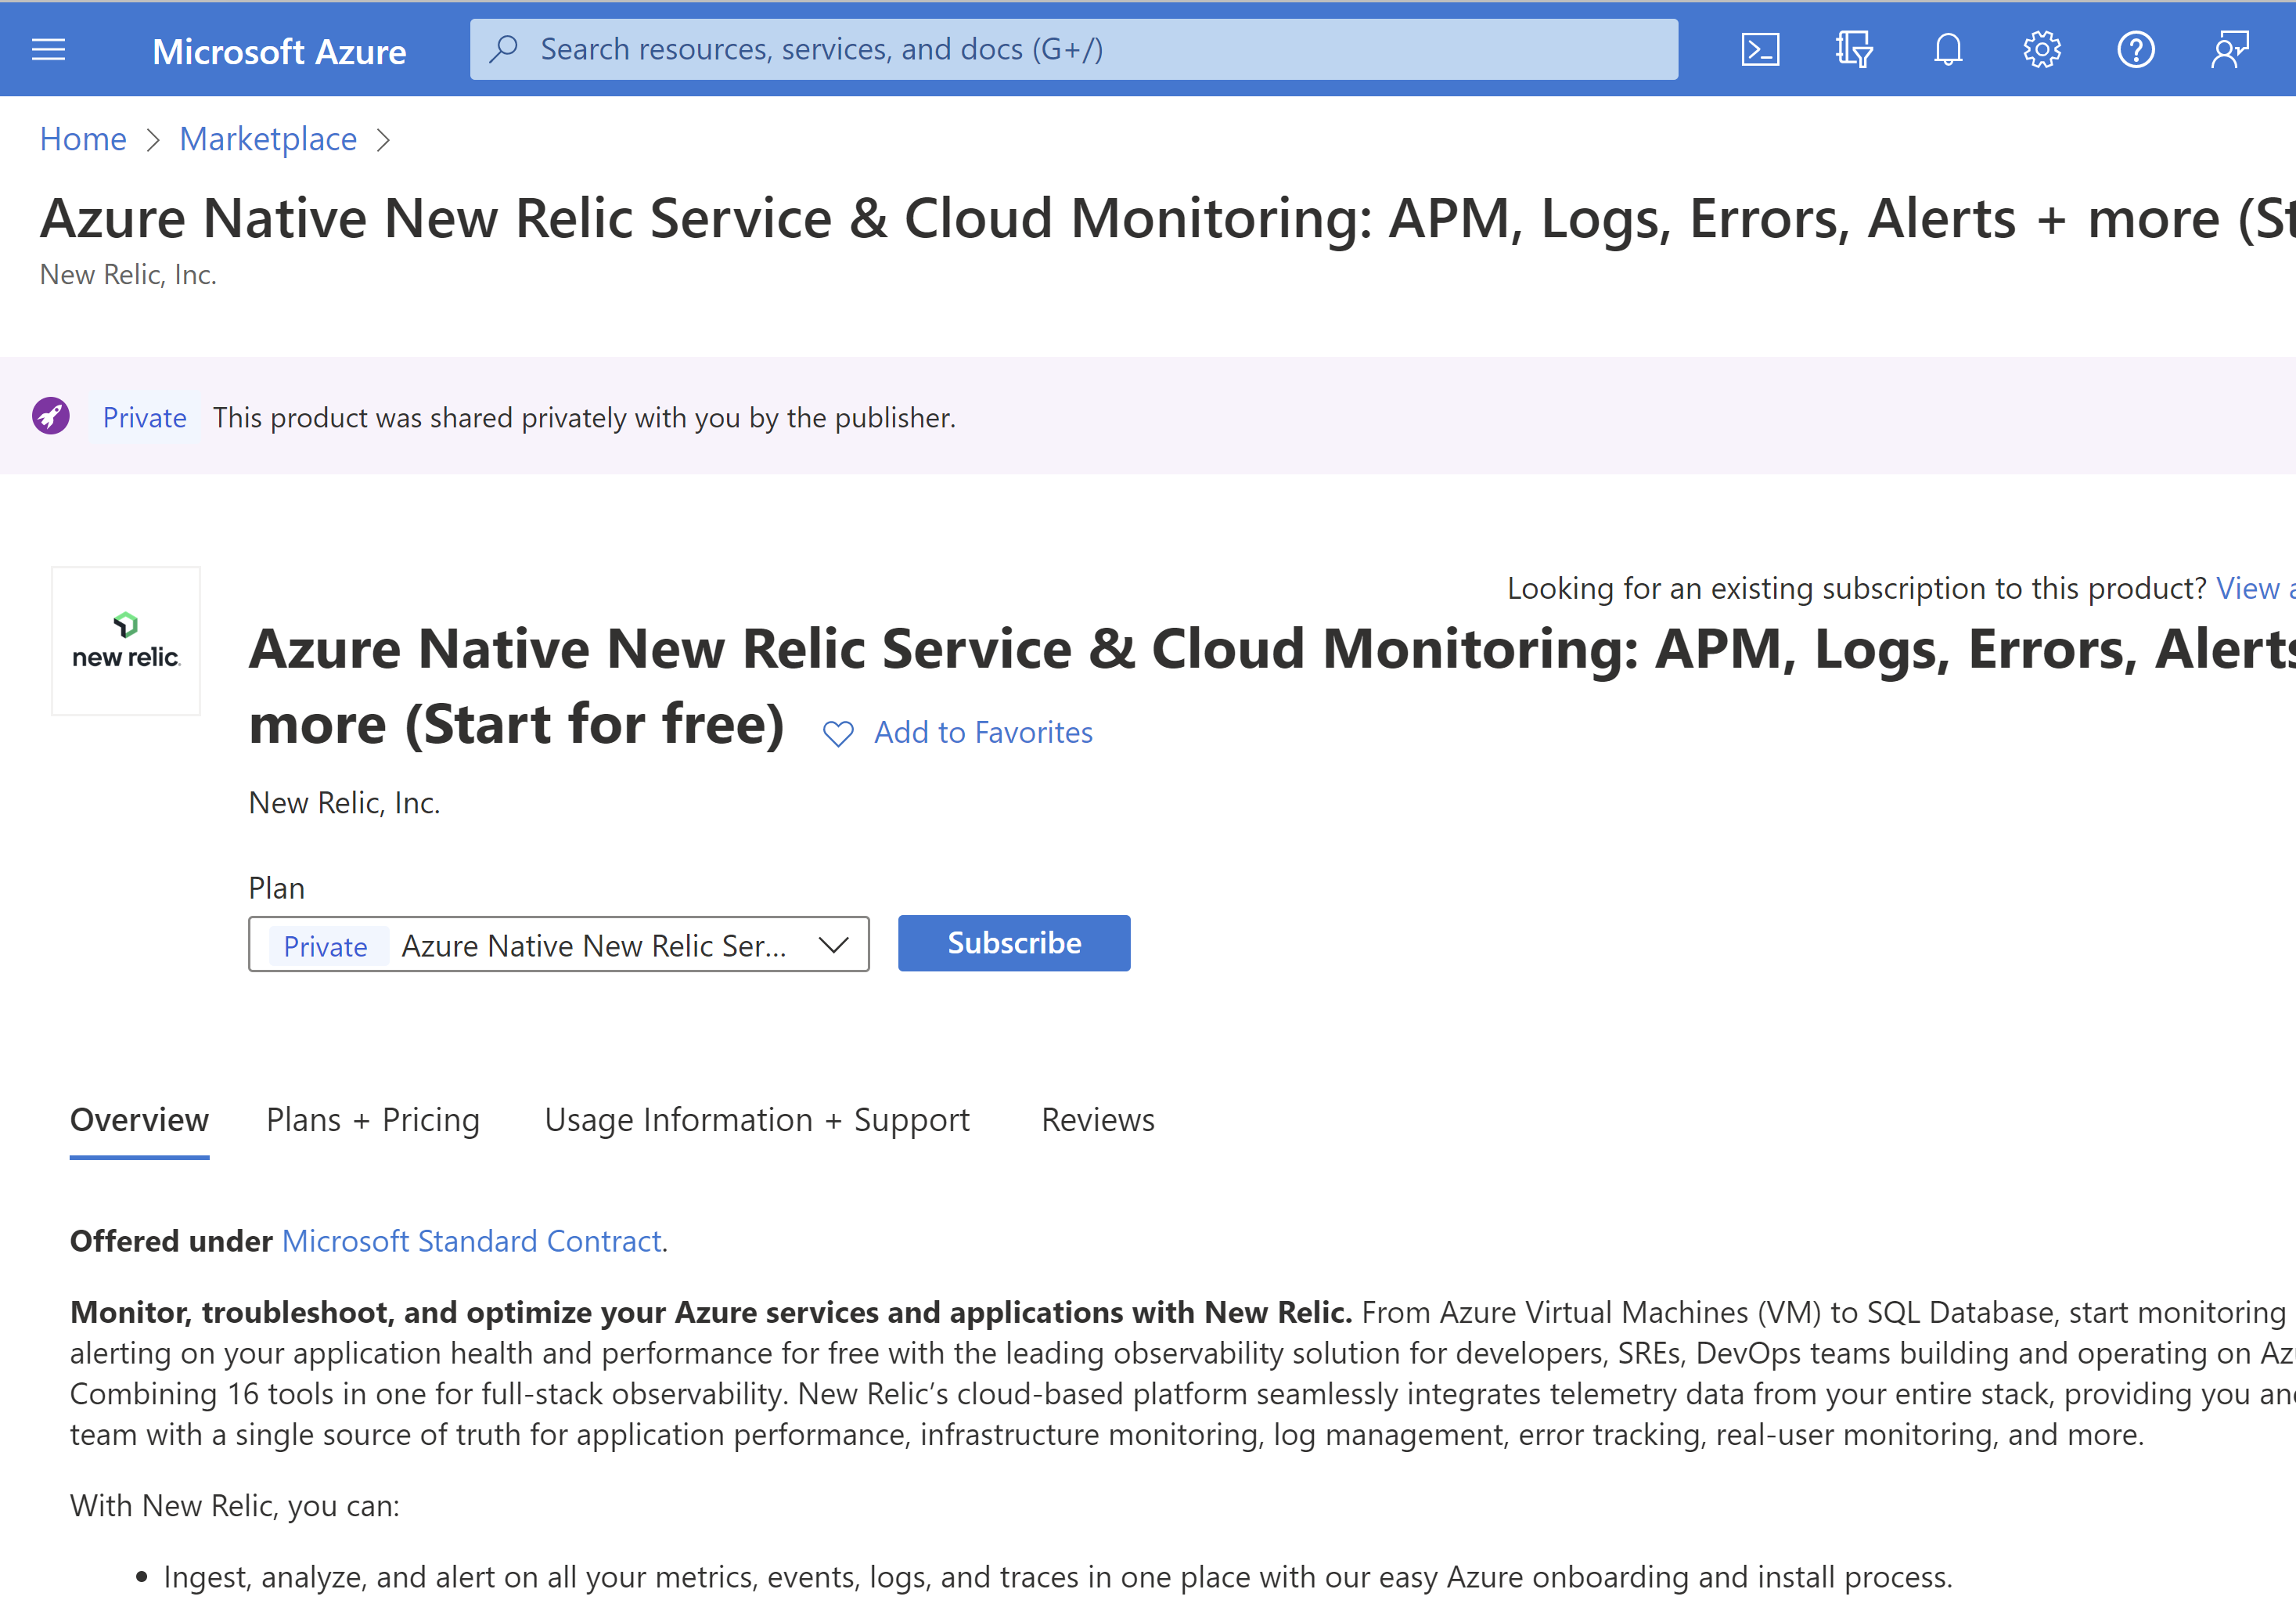 Microsoft Azure
Search resources, services, and docs (G+/)
Home > Marketplace >
Azure Native New Relic Service & Cloud Monitoring: APM, Logs, Errors, Alerts + more (St
New Relic, Inc.
Private This product was shared privately with you by the publisher.
Looking for an existing subscription to this product? View a
new relic.
Azure Native New Relic Service & Cloud Monitoring: APM, Logs, Errors, Alerts
more (Start for free) Add to Favorites
New Relic, Inc.
Plan
Private Azure Native New Relic Ser...
Subscribe
Overview Plans + Pricing Usage Information + Support Reviews
Offered under Microsoft Standard Contract.
Monitor, troubleshoot, and optimize your Azure services and applications with New Relic. From Azure Virtual Machines (VM) to SQL Database, start monitoring
alerting on your application health and performance for free with the leading observability solution for developers, SREs, DevOps teams building and operating on Az
Combining 16 tools in one for full-stack observability. New Relic’s cloud-based platform seamlessly integrates telemetry data from your entire stack, providing you an
team with a single source of truth for application performance, infrastructure monitoring, log management, error tracking, real-user monitoring, and more.
With New Relic, you can:
• Ingest, analyze, and alert on all your metrics, events, logs, and traces in one place with our easy Azure onboarding and install process.